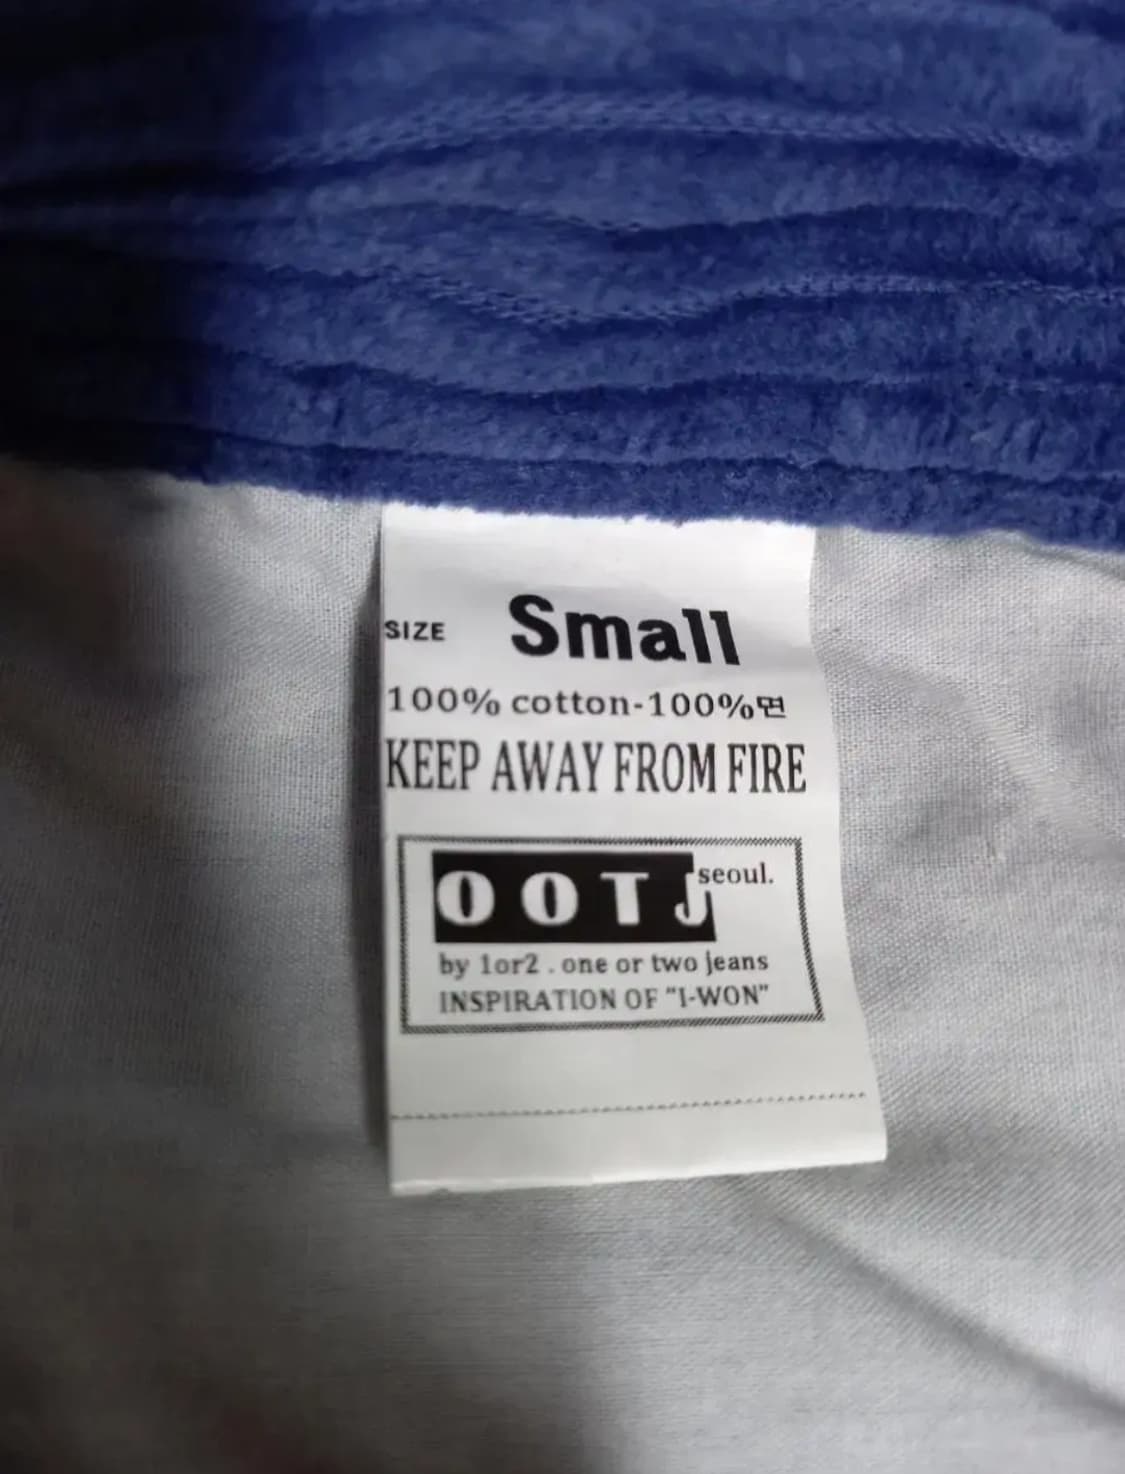 SIZE Small
100% cotton-100%면
KEEP AWAY FROM FIRE
OOTJ seoul.
by 1or2 . one or two jeans
INSPIRATION OF "I-WON"